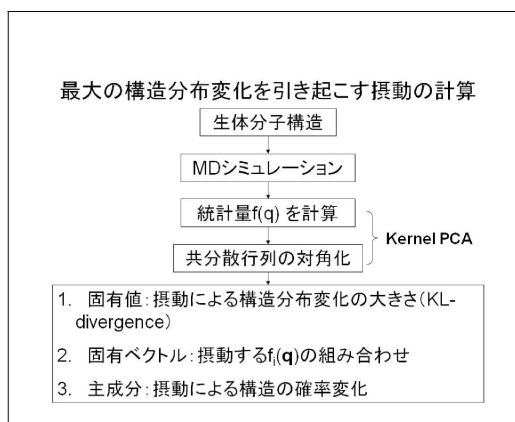 最大の構造分布変化を引き起こす摂動の計算
生体分子構造
MDシミュレーション
統計量f(q) を計算
Kernel PCA
共分散行列の対角化
1. 固有値：摂動による構造分布変化の大きさ（KL-
divergence）
2. 固有ベクトル：摂動するfi(q)の組み合わせ
3. 主成分：摂動による構造の確率変化